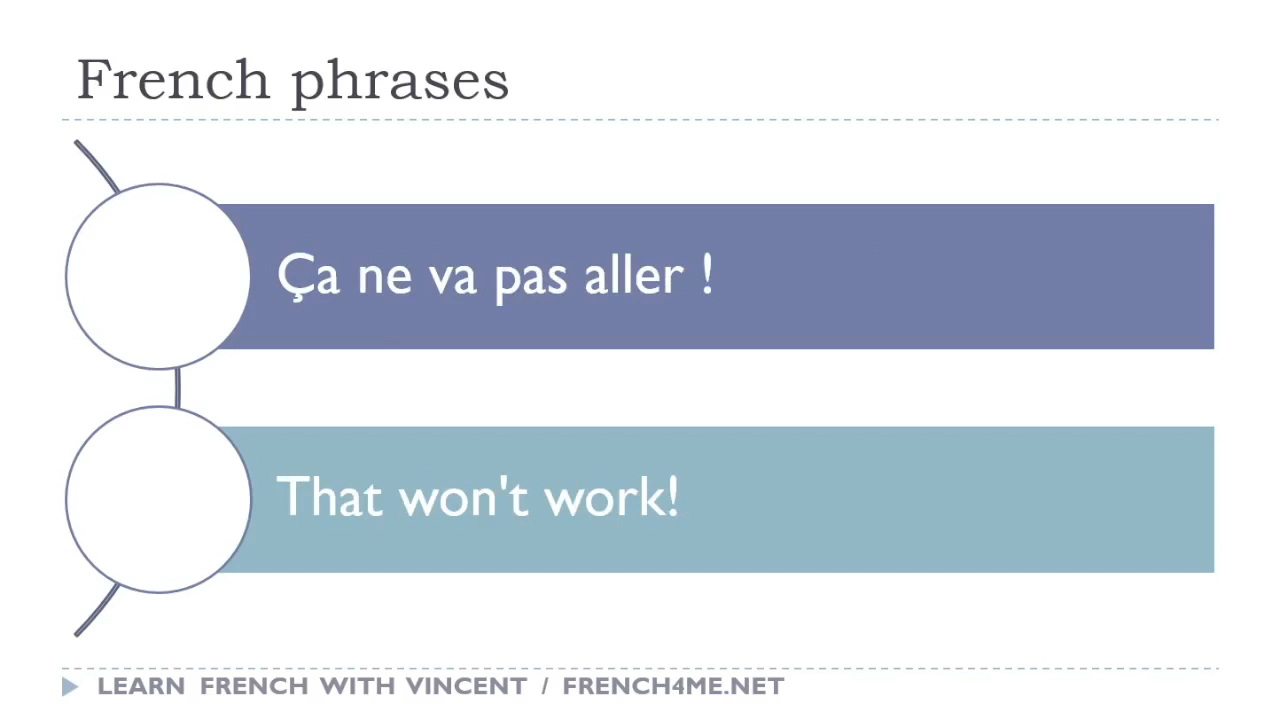 French phrases
Ça ne va pas aller !
That won't work!
LEARN FRENCH WITH VINCENT / FRENCH4ME.NET